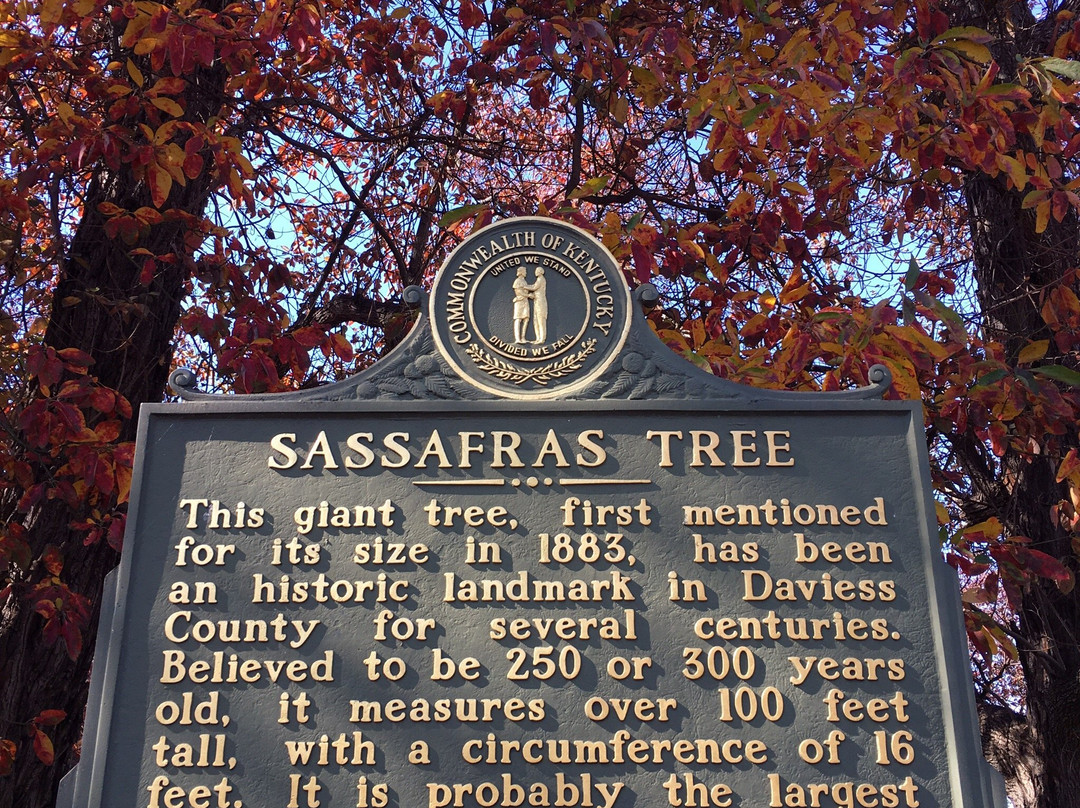 COMMONWEALTH OF KENTUCKY
UNITED WE STAND
DIVIDED WE FALL
SASSAFRAS TREE
This giant tree, first mentioned
for its size in 1883, has been
an historic landmark in Daviess
County for several centuries.
Believed to be 250 or 300 years
old, it measures over 100 feet
tall, with a circumference of 16
feet. It is probably the largest